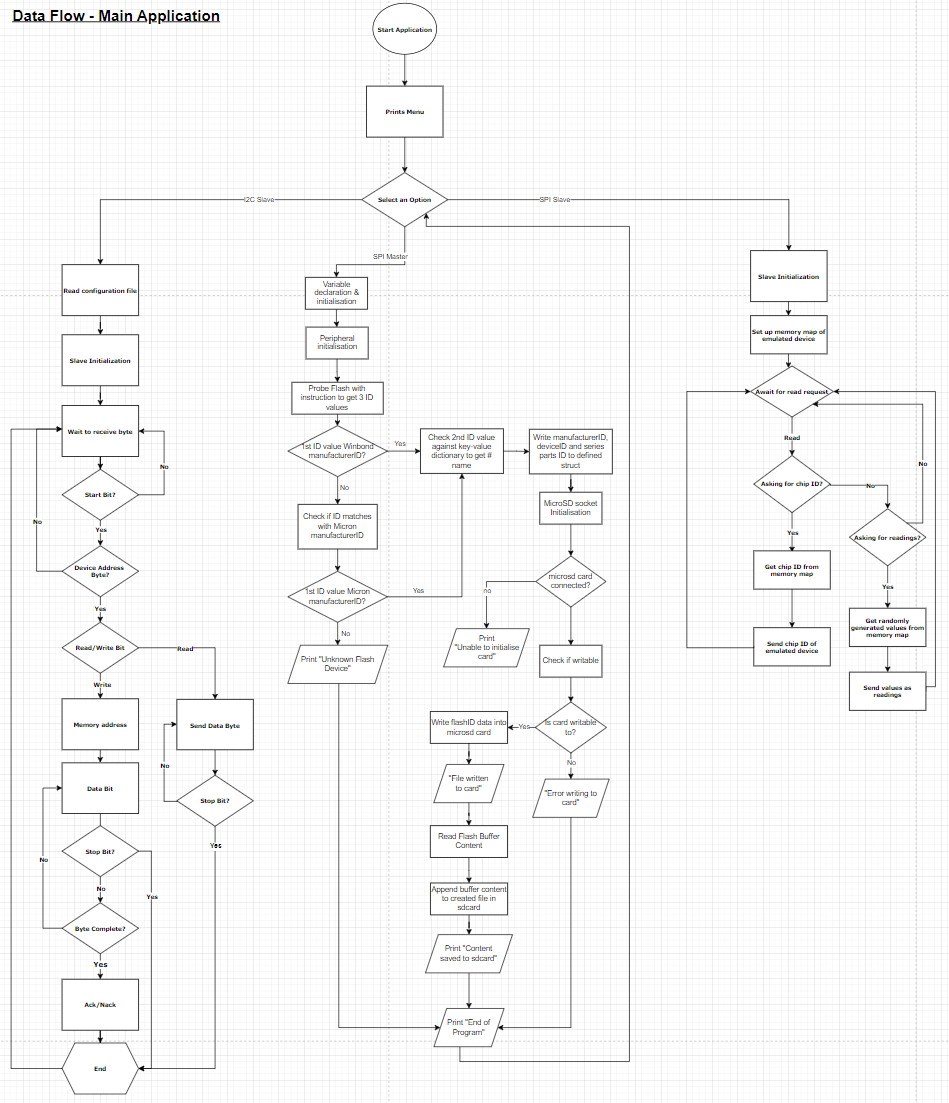 Data Flow - Main Application
Start Application
Prints Menu
Select an Option
I2C Slave
SPI Master
SPI Slave
Read configuration file
Slave Initialization
Wait to receive byte
No
Start Bit?
Yes
No
Device Address
Byte?
Yes
Read/Write Bit
Read
Write
Memory address
Send Data Byte
No
Stop Bit?
Yes
Data Bit
Stop Bit?
No
No
Yes
Byte Complete?
Yes
Ack/Nack
End
Variable
declaration &
initialisation
Peripheral
initialisation
Probe Flash with
instruction to get 3 ID
values
1st ID value Winbond
manufacturerID?
Yes
No
Check 2nd ID value
against key-value
dictionary to get #
name
Write manufacturerID,
deviceID and series
parts ID to defined
struct
Check if ID matches
with Micron
manufacturerID
1st ID value Micron
manufacturerID?
Yes
No
Print "Unknown Flash
Device"
MicroSD socket
Initialisation
microsd card
connected?
no
Print
"Unable to initialise
card"
Check if writable
Is card writable
to?
Yes
No
Write flashID data into
microsd card
"File written
to card"
"Error writing to
card"
Read Flash Buffer
Content
Append buffer content
to created file in
sdcard
Print "Content
saved to sdcard"
Print "End of
Program"
Slave Initialization
Set up memory map of
emulated device
Await for read request
Read
Asking for chip ID?
No
No
Yes
Asking for readings?
Yes
Get chip ID from
memory map
Send chip ID of
emulated device
Get randomly
generated values from
memory map
Send values as
readings